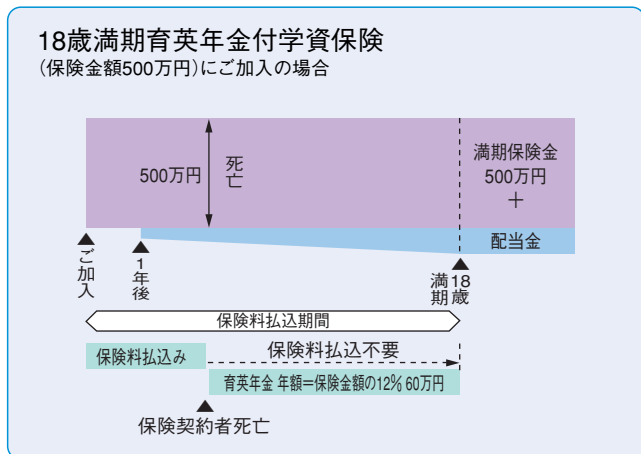 18歳満期育英年金付学資保険
(保険金額500万円)にご加入の場合
500万円
死亡
満期保険金
500万円
＋
配当金
ご加入
1年後
18歳
満期
保険料払込期間
保険料払込み
保険料払込不要
育英年金 年額＝保険金額の12% 60万円
保険契約者死亡